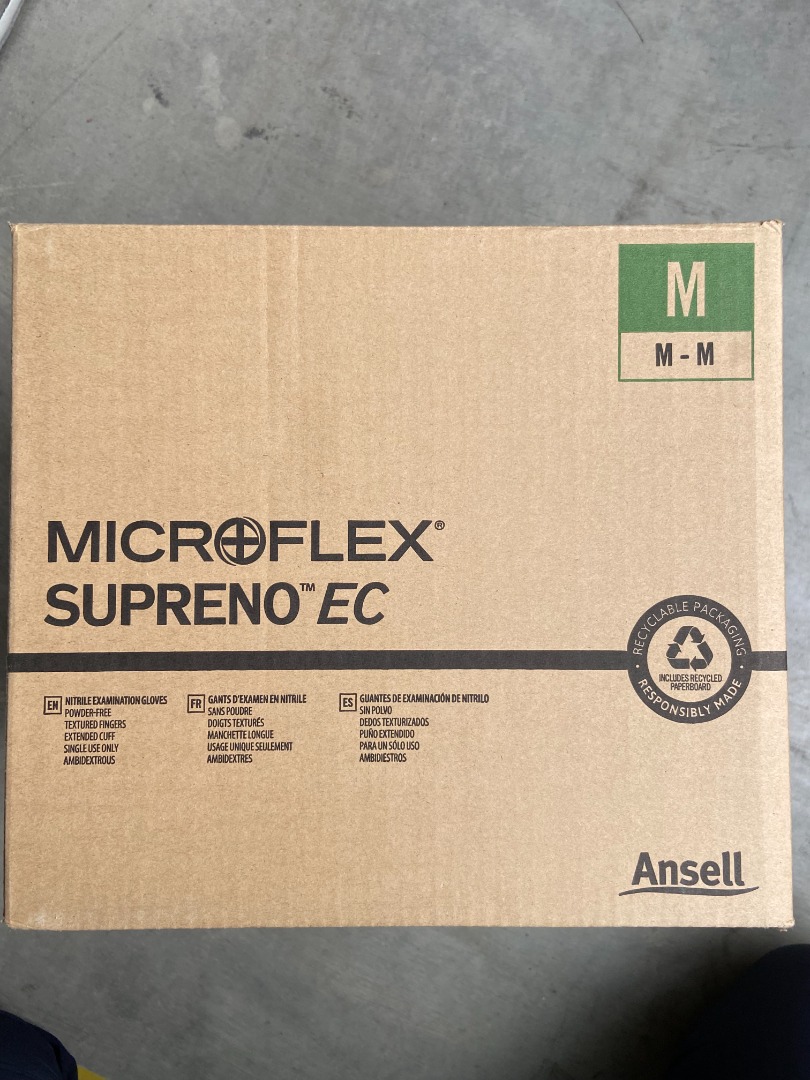 M
M - M
MICROFLEX®
SUPRENO™ EC
RECYCLABLE PACKAGING
INCLUDES RECYCLED
PAPERBOARD
RESPONSIBLY MADE
EN NITRILE EXAMINATION GLOVES
POWDER-FREE
TEXTURED FINGERS
EXTENDED CUFF
SINGLE USE ONLY
AMBIDEXTROUS
FR GANTS D'EXAMEN EN NITRILE
SANS POUDRE
DOIGTS TEXTURÉS
MANCHETTE LONGUE
USAGE UNIQUE SEULEMENT
AMBIDEXTRES
ES GUANTES DE EXAMINACIÓN DE NITRILO
SIN POLVO
DEDOS TEXTURIZADOS
PUÑO EXTENDIDO
PARA UN SÓLO USO
AMBIDIESTROS
Ansell